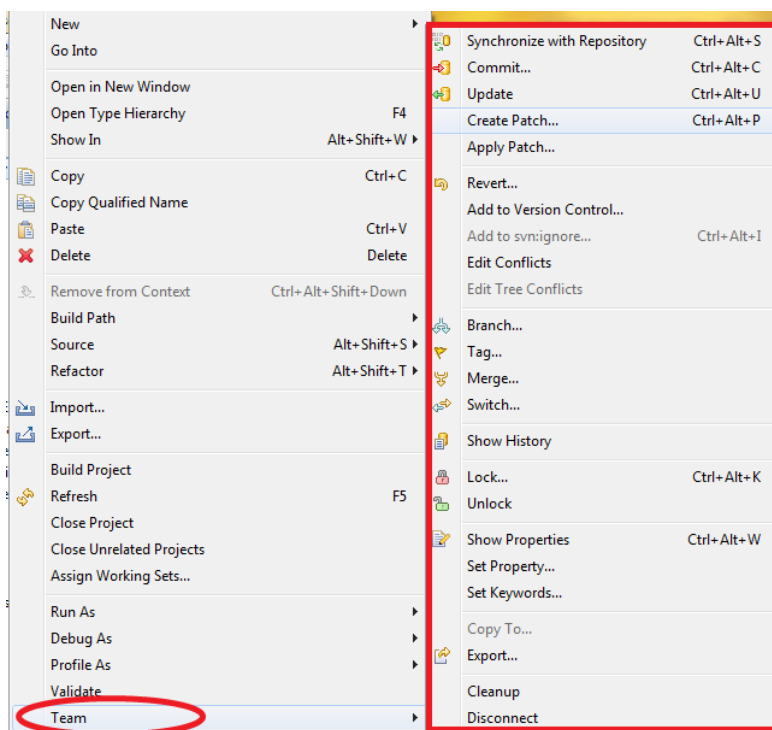 New
Go Into
Open in New Window
Open Type Hierarchy F4
Show In Alt+Shift+W
Copy Ctrl+C
Copy Qualified Name
Paste Ctrl+V
Delete Delete
Remove from Context Ctrl+Alt+Shift+Down
Build Path
Source Alt+Shift+S
Refactor Alt+Shift+T
Import...
Export...
Build Project
Refresh F5
Close Project
Close Unrelated Projects
Assign Working Sets...
Run As
Debug As
Profile As
Validate
Team
Synchronize with Repository Ctrl+Alt+S
Commit... Ctrl+Alt+C
Update Ctrl+Alt+U
Create Patch... Ctrl+Alt+P
Apply Patch...
Revert...
Add to Version Control...
Add to svn:ignore... Ctrl+Alt+I
Edit Conflicts
Edit Tree Conflicts
Branch...
Tag...
Merge...
Switch...
Show History
Lock... Ctrl+Alt+K
Unlock
Show Properties Ctrl+Alt+W
Set Property...
Set Keywords...
Copy To...
Export...
Cleanup
Disconnect